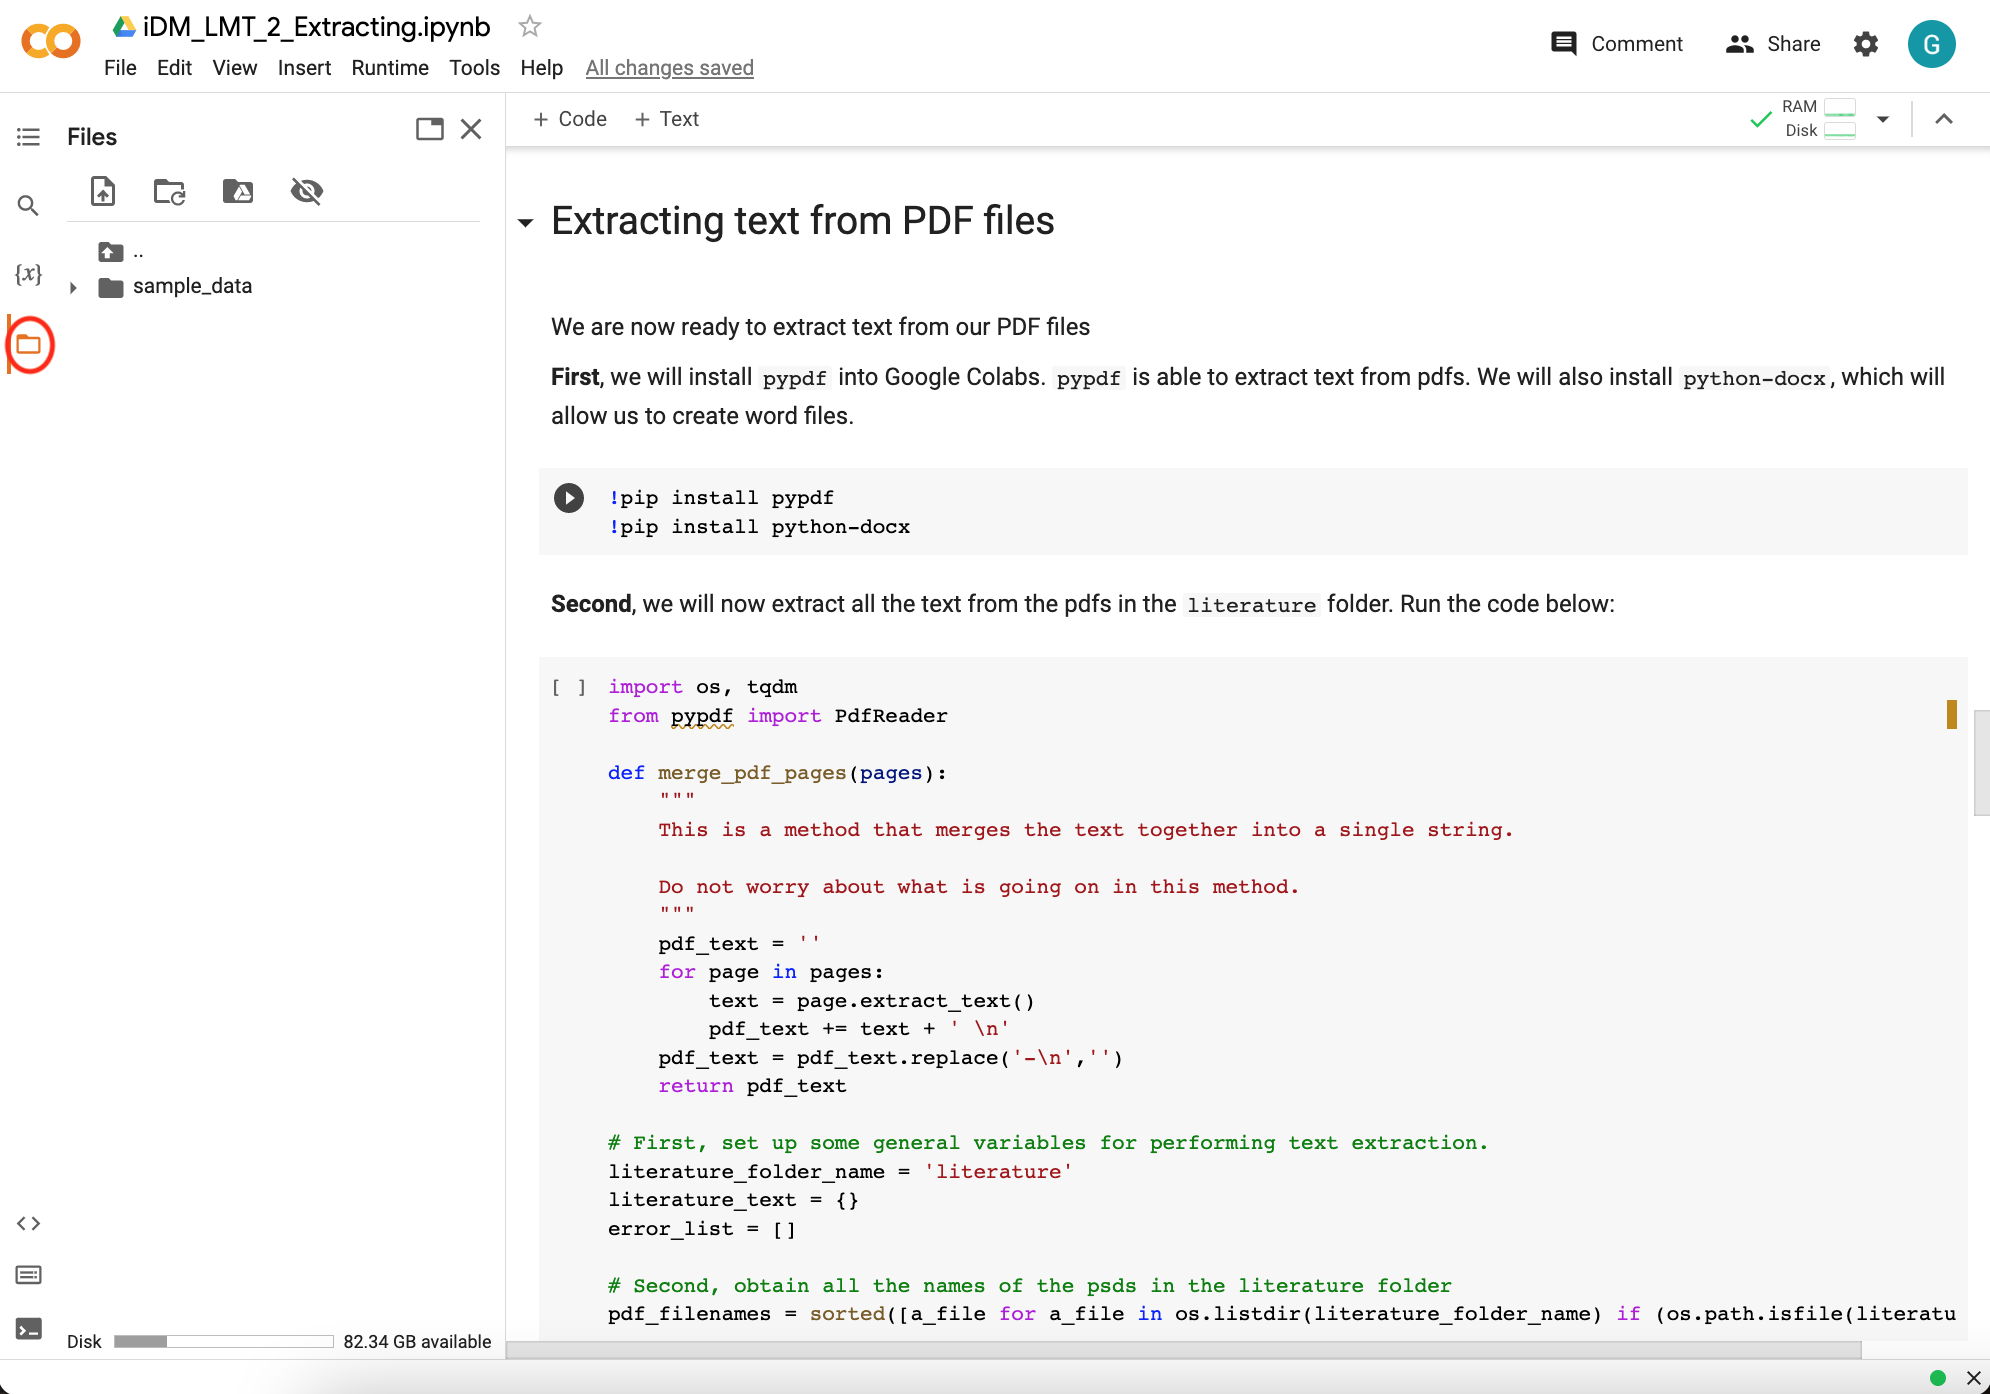 iDM_LMT_2_Extracting.ipynb
File Edit View Insert Runtime Tools Help All changes saved
Comment Share G
Files
+ Code + Text
RAM
Disk
..
{x}
sample_data
Extracting text from PDF files
We are now ready to extract text from our PDF files
First, we will install pypdf into Google Colabs. pypdf is able to extract text from pdfs. We will also install python-docx, which will
allow us to create word files.
!pip install pypdf
!pip install python-docx
Second, we will now extract all the text from the pdfs in the literature folder. Run the code below:
[ ] import os, tqdm
from pypdf import PdfReader
def merge_pdf_pages(pages):
"""
This is a method that merges the text together into a single string.
Do not worry about what is going on in this method.
"""
pdf_text = ''
for page in pages:
text = page.extract_text()
pdf_text += text + ' \n'
pdf_text = pdf_text.replace('-\n','')
return pdf_text
# First, set up some general variables for performing text extraction.
literature_folder_name = 'literature'
literature_text = {}
error_list = []
# Second, obtain all the names of the psds in the literature folder
pdf_filenames = sorted([a_file for a_file in os.listdir(literature_folder_name) if (os.path.isfile(literatu
Disk 82.34 GB available